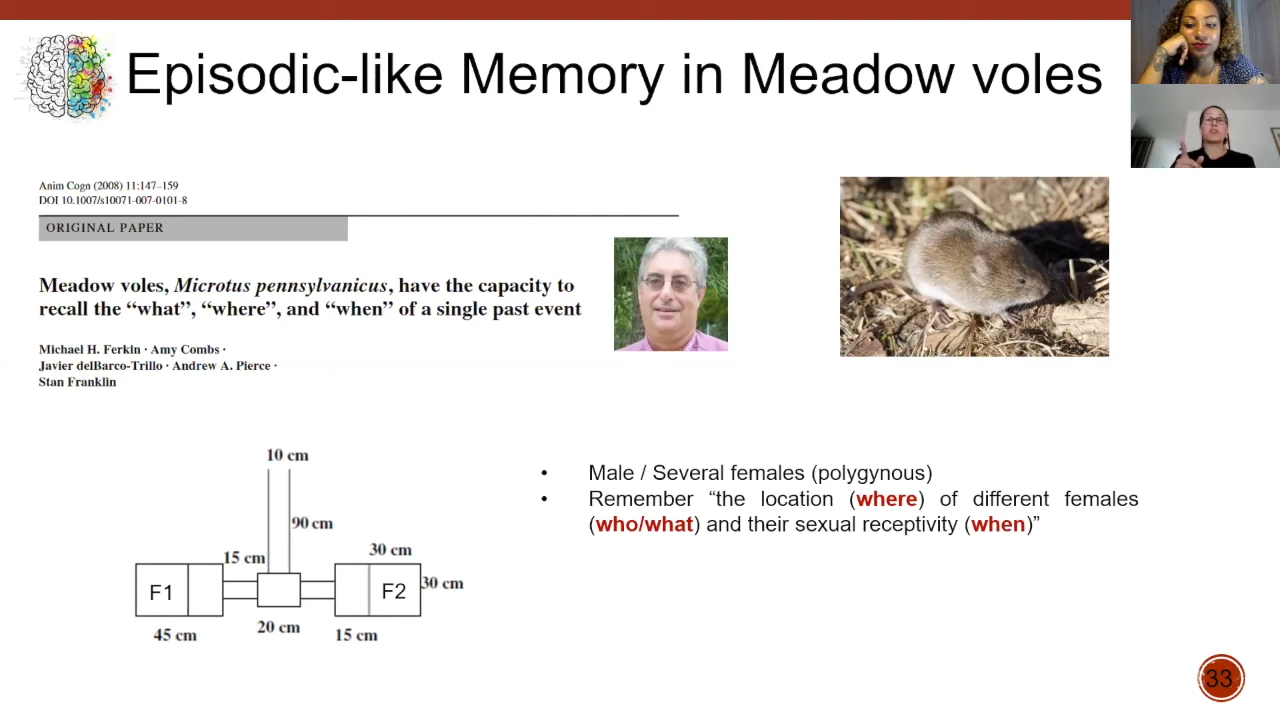 Episodic-like Memory in Meadow voles
Anim Cogn (2008) 11:147–159
DOI 10.1007/s10071-007-0101-8
ORIGINAL PAPER
Meadow voles, Microtus pennsylvanicus, have the capacity to
recall the “what”, “where”, and “when” of a single past event
Michael H. Ferkin · Amy Combs ·
Javier delBarco-Trillo · Andrew A. Pierce ·
Stan Franklin
10 cm
90 cm
15 cm
30 cm
F1
F2
30 cm
45 cm
20 cm
15 cm
• Male / Several females (polygynous)
• Remember “the location (where) of different females
(who/what) and their sexual receptivity (when)”
33